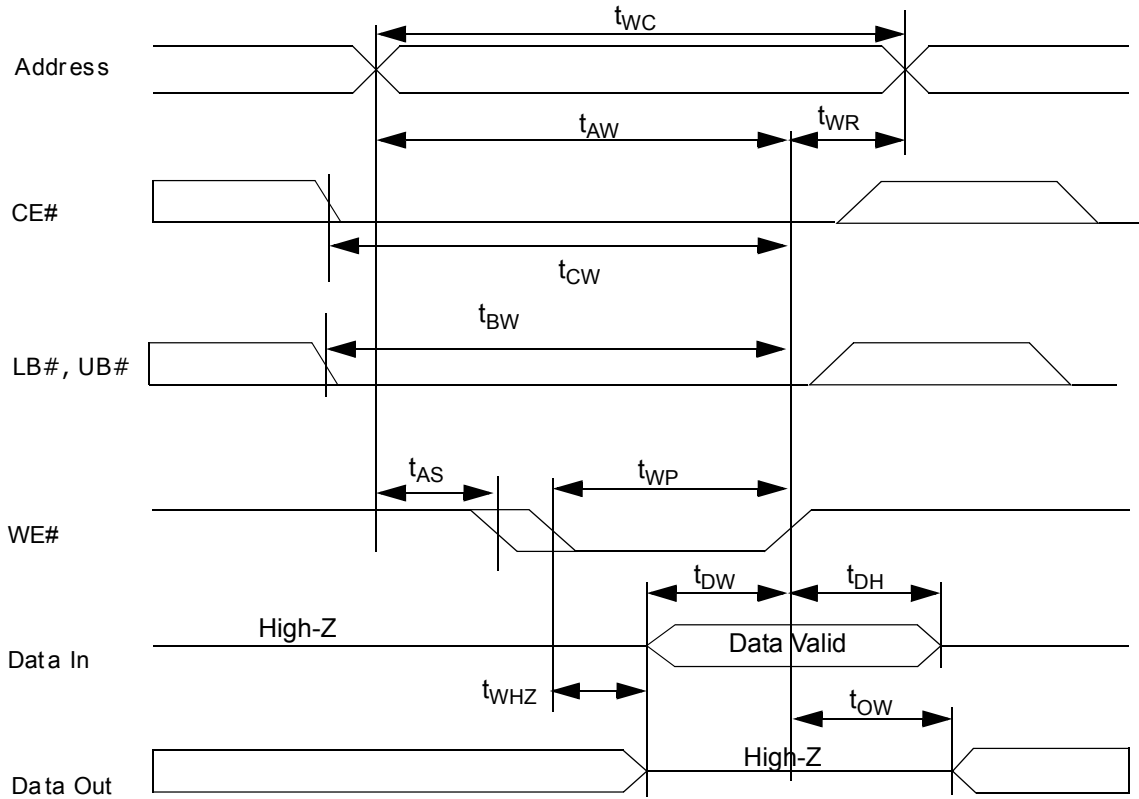 tWC
Address
tAW
tWR
CE#
tCW
tBW
LB#, UB#
tAS
tWP
WE#
tDW
tDH
High-Z
Data Valid
Data In
tWHZ
tOW
High-Z
Data Out